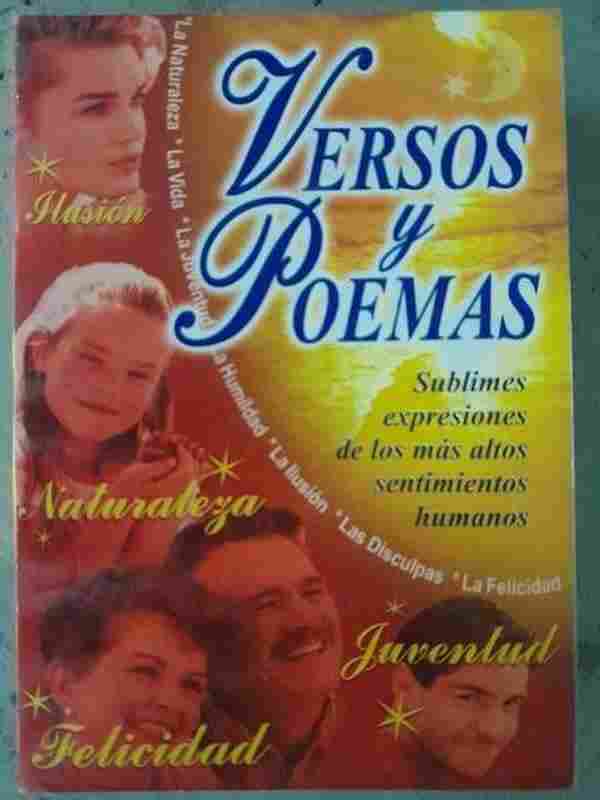 VERSOS
y
POEMAS
Sublimes
expresiones
de los más altos
sentimientos
humanos
*La Naturaleza * La Vida * La Juventud * La Humildad * La Ilusión * Las Disculpas * La Felicidad
Ilusión
Naturaleza
Juventud
Felicidad